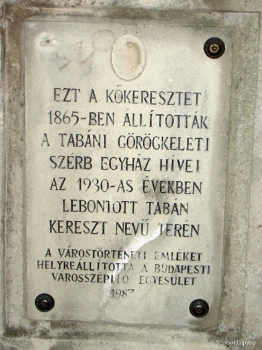 EZT A KŐKERESZTET
1865-BEN ÁLLÍTOTTÁK
A TABÁNI GÖRÖGKELETI
SZERB EGYHÁZ HÍVEI
AZ 1930-AS ÉVEKBEN
LEBONTOTT TABÁN
KERESZT NEVŰ TERÉN
A VÁROSTÖRTÉNETI EMLÉKET
HELYREÁLLÍTOTTA A BUDAPESTI
VÁROSSZÉPÍTŐ EGYESÜLET
1987